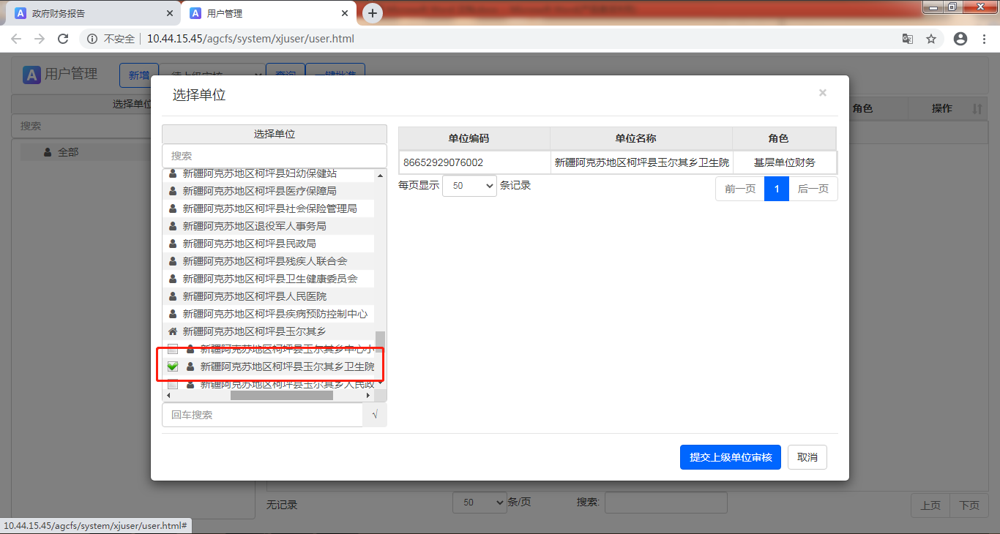 政府财务报告
用户管理
不安全 10.44.15.45/agcfs/system/xjuser/user.html
用户管理
新增
选择单位
搜索
全部
角色
操作
选择单位
选择单位
搜索
新疆阿克苏地区柯坪县妇幼保健站
新疆阿克苏地区柯坪县医疗保障局
新疆阿克苏地区柯坪县社会保险管理局
新疆阿克苏地区退役军人事务局
新疆阿克苏地区柯坪县民政局
新疆阿克苏地区柯坪县残疾人联合会
新疆阿克苏地区柯坪县卫生健康委员会
新疆阿克苏地区柯坪县人民医院
新疆阿克苏地区柯坪县疾病预防控制中心
新疆阿克苏地区柯坪县玉尔其乡
新疆阿克苏地区柯坪县玉尔其乡中心小
新疆阿克苏地区柯坪县玉尔其乡卫生院
新疆阿克苏地区柯坪县玉尔其乡人民政
回车搜索 √
单位编码 单位名称 角色
86652929076002 新疆阿克苏地区柯坪县玉尔其乡卫生院 基层单位财务
每页显示 50 条记录
前一页 1 后一页
提交上级单位审核 取消
无记录 50 条/页 搜索: 上页 下页
10.44.15.45/agcfs/system/xjuser/user.html#